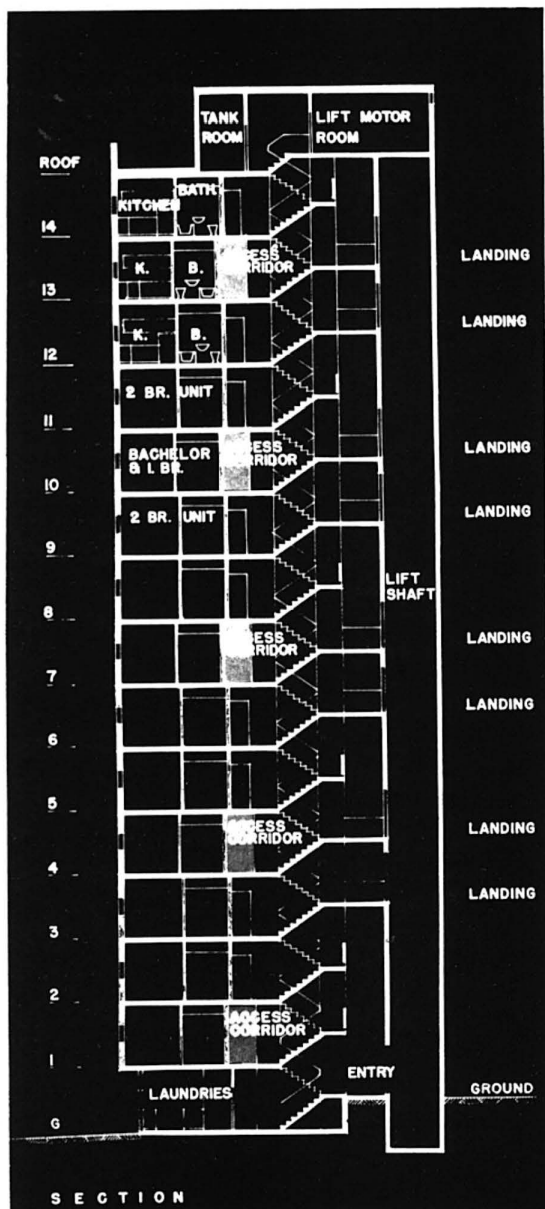 TANK
ROOM
LIFT MOTOR
ROOM
ROOF
KITCHEN
BATH.
14
K.
B.
ACCESS
CORRIDOR
LANDING
13
K.
B.
LANDING
12
2 BR. UNIT
11
BACHELOR
& 1. BR.
ACCESS
CORRIDOR
LANDING
10
2 BR. UNIT
LANDING
9
LIFT
SHAFT
8
ACCESS
CORRIDOR
LANDING
7
LANDING
6
5
ACCESS
CORRIDOR
LANDING
4
LANDING
3
2
ACCESS
CORRIDOR
1
ENTRY
LAUNDRIES
GROUND
G
SECTION